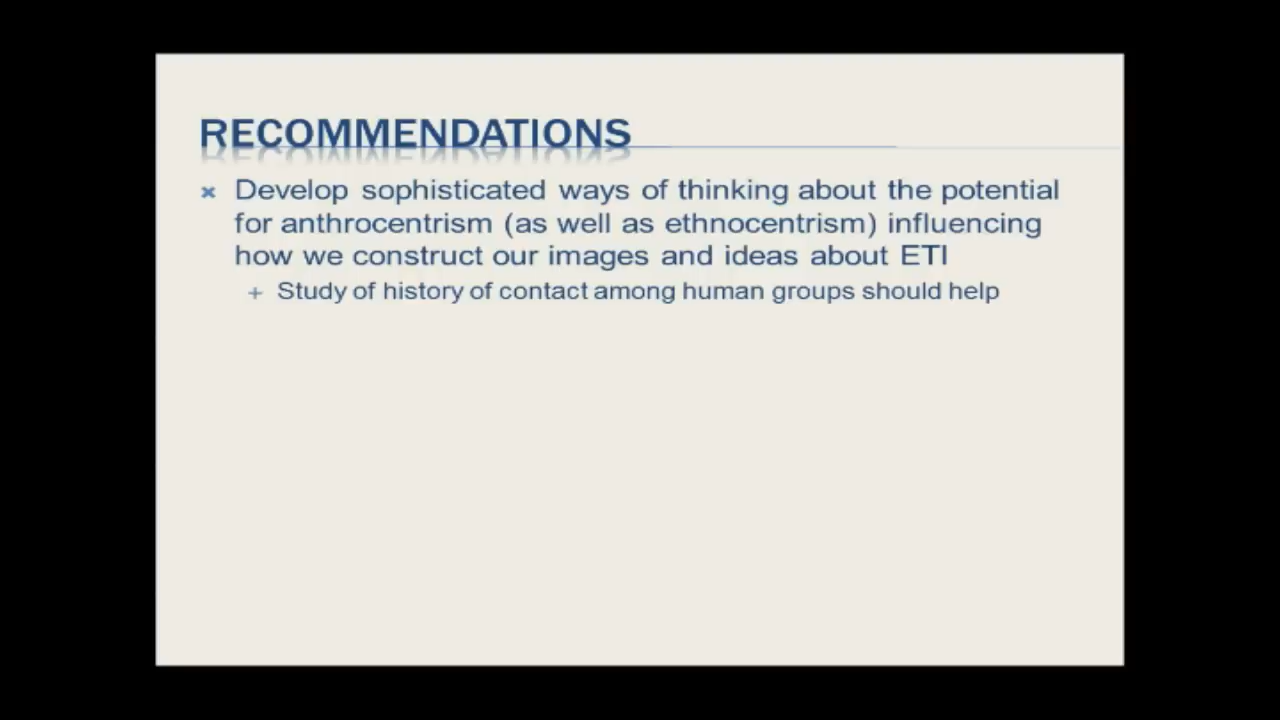 RECOMMENDATIONS
Develop sophisticated ways of thinking about the potential
for anthrocentrism (as well as ethnocentrism) influencing
how we construct our images and ideas about ETI
Study of history of contact among human groups should help